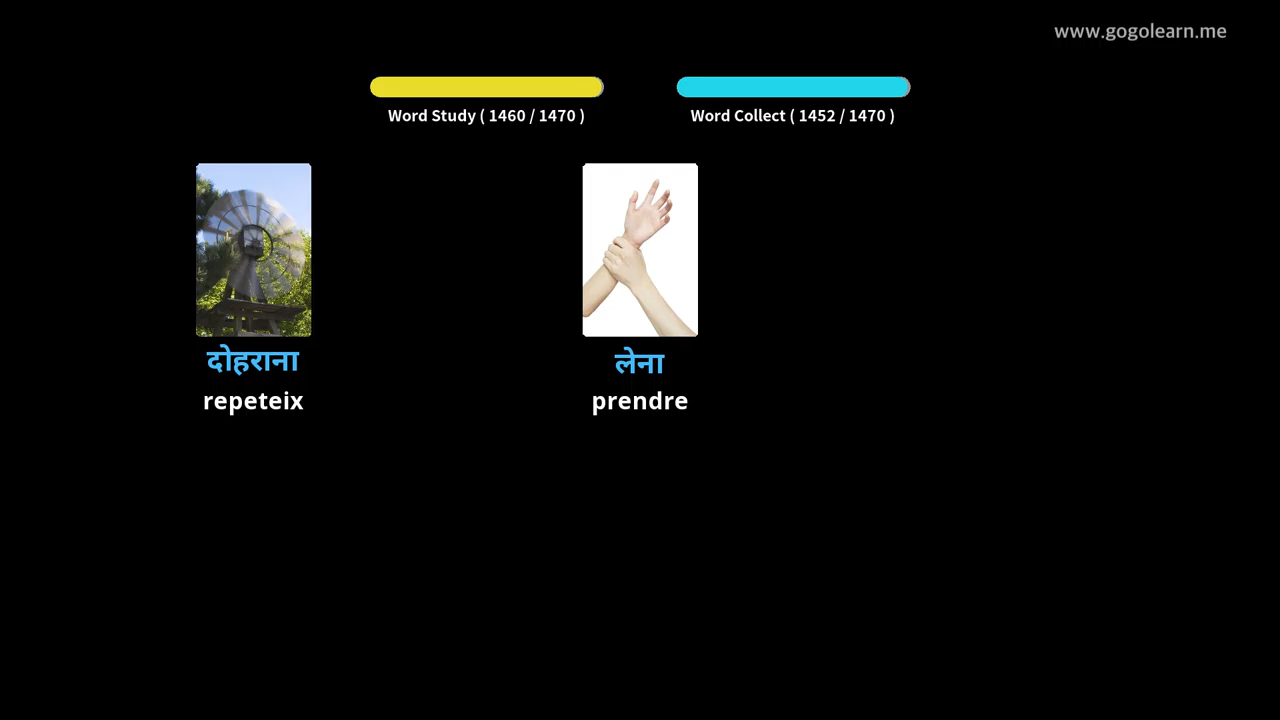 www.gogolearn.me
Word Study ( 1460 / 1470 )
Word Collect ( 1452 / 1470 )
दोहराना
लेना
repeteix
prendre